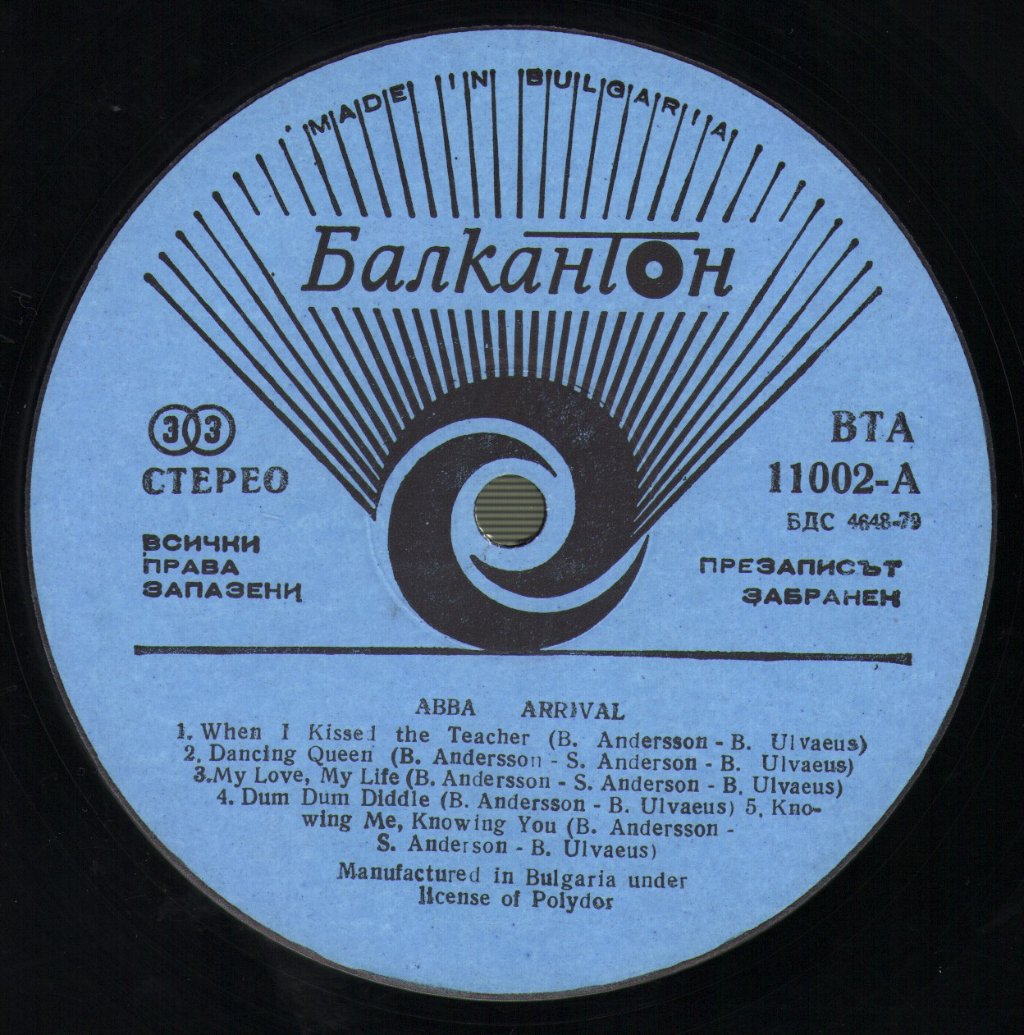 MADE IN BULGARIA
Балкантон
33
СТЕРЕО
ВСИЧКИ
ПРАВА
ЗАПАЗЕНИ
ВТА
11002-А
БДС 4648-79
ПРЕЗАПИСЪТ
ЗАБРАНЕН
ABBA ARRIVAL
1. When I Kissed the Teacher (B. Andersson - B. Ulvaeus)
2. Dancing Queen (B. Andersson - S. Anderson - B. Ulvaeus)
3. My Love, My Life (B. Andersson - S. Anderson - B. Ulvaeus)
4. Dum Dum Diddle (B. Andersson - B. Ulvaeus) 5. Kno-
wing Me, Knowing You (B. Andersson -
S. Anderson - B. Ulvaeus)
Manufactured in Bulgaria under
license of Polydor